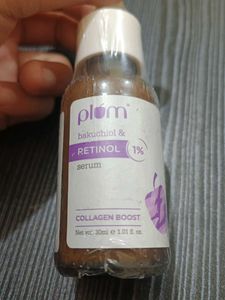 plum
bakuchiol &
RETINOL 1%
serum
COLLAGEN BOOST
Net vol. 30ml e 1.01 fl. oz.